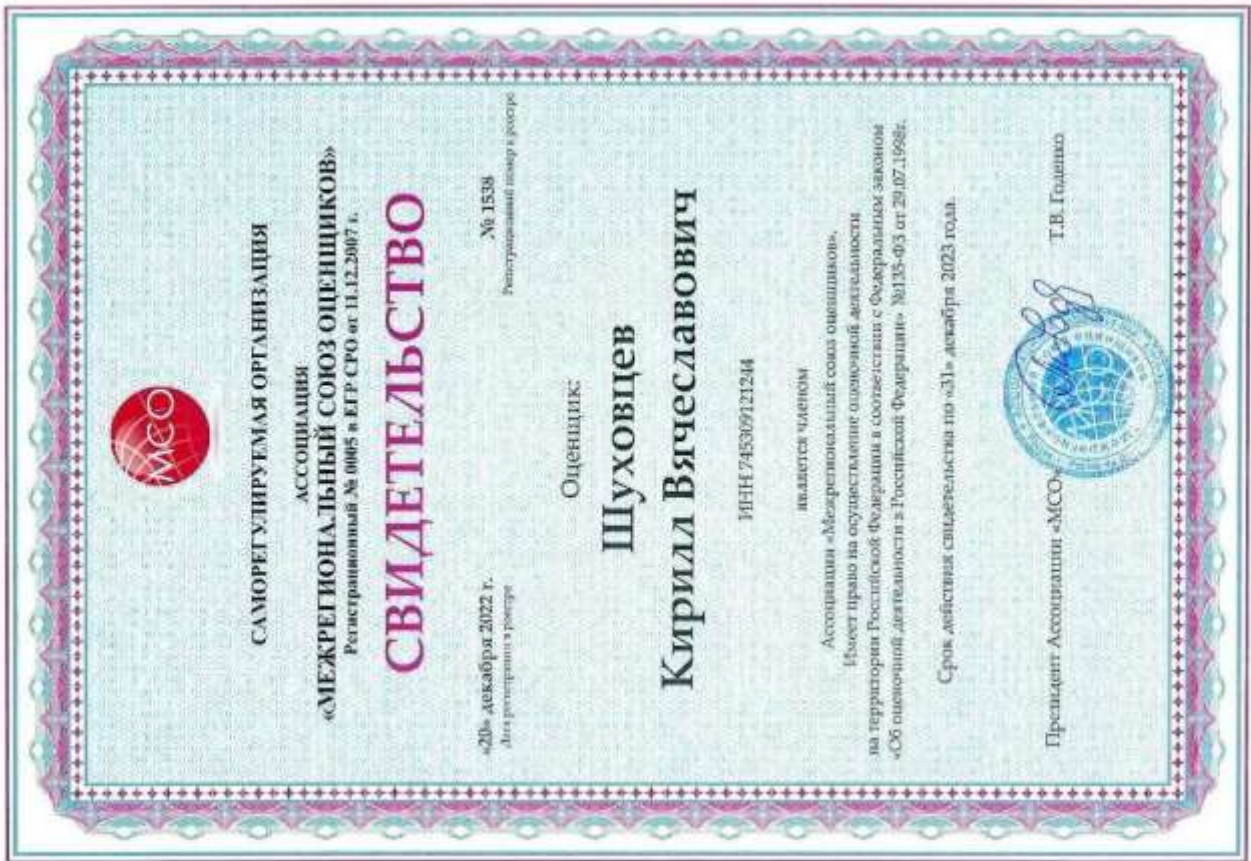 МСО
САМОРЕГУЛИРУЕМАЯ ОРГАНИЗАЦИЯ
АССОЦИАЦИЯ
«МЕЖРЕГИОНАЛЬНЫЙ СОЮЗ ОЦЕНЩИКОВ»
Регистрационный № 0005 в ЕГР СРО от 11.12.2007 г.
СВИДЕТЕЛЬСТВО
«20» декабря 2022 г. № 1538
Дата регистрации в реестре Регистрационный номер в реестре
Оценщик:
Шуховцев
Кирилл Вячеславович
ИНН 745309121244
является членом
Ассоциации «Межрегиональный союз оценщиков».
Имеет право на осуществление оценочной деятельности
на территории Российской Федерации в соответствии с Федеральным законом
«Об оценочной деятельности в Российской Федерации» №135-ФЗ от 29.07.1998г.
Срок действия свидетельства по «31» декабря 2023 года.
Президент Ассоциации «МСО» Т.В. Годенко